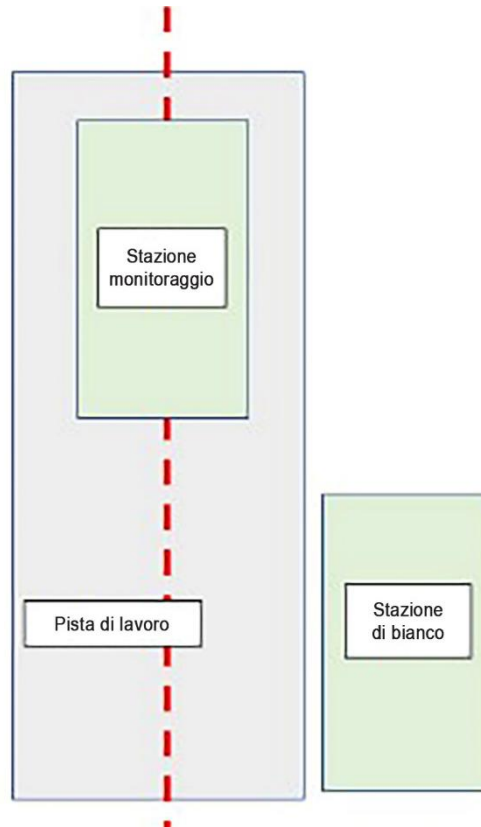 Stazione
monitoraggio
Pista di lavoro
Stazione
di bianco